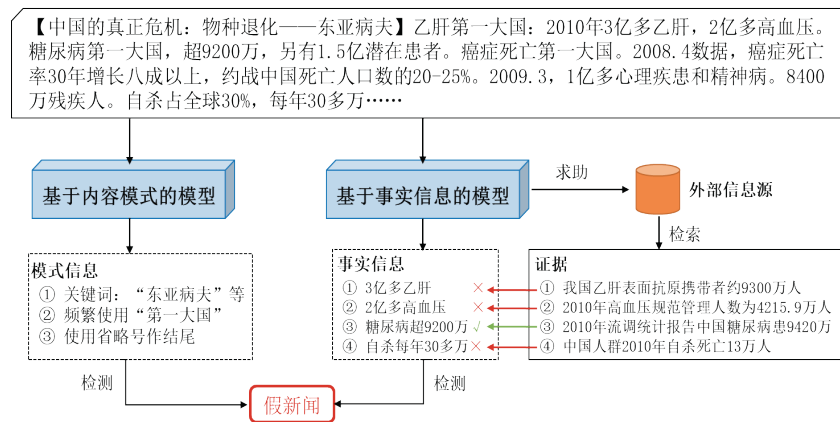 【中国的真正危机：物种退化——东亚病夫】乙肝第一大国：2010年3亿多乙肝，2亿多高血压。
糖尿病第一大国，超9200万，另有1.5亿潜在患者。癌症死亡第一大国。2008.4数据，癌症死亡
率30年增长八成以上，约战中国死亡人口数的20-25%。2009.3，1亿多心理疾患和精神病。8400
万残疾人。自杀占全球30%，每年30多万……
基于内容模式的模型
基于事实信息的模型
求助
外部信息源
检索
模式信息
① 关键词：“东亚病夫”等
② 频繁使用“第一大国”
③ 使用省略号作结尾
事实信息
① 3亿多乙肝 ×
② 2亿多高血压 ×
③ 糖尿病超9200万 √
④ 自杀每年30多万 ×
证据
① 我国乙肝表面抗原携带者约9300万人
② 2010年高血压规范管理人数为4215.9万人
③ 2010年流调统计报告中国糖尿病患9420万
④ 中国人群2010年自杀死亡13万人
检测
假新闻
检测